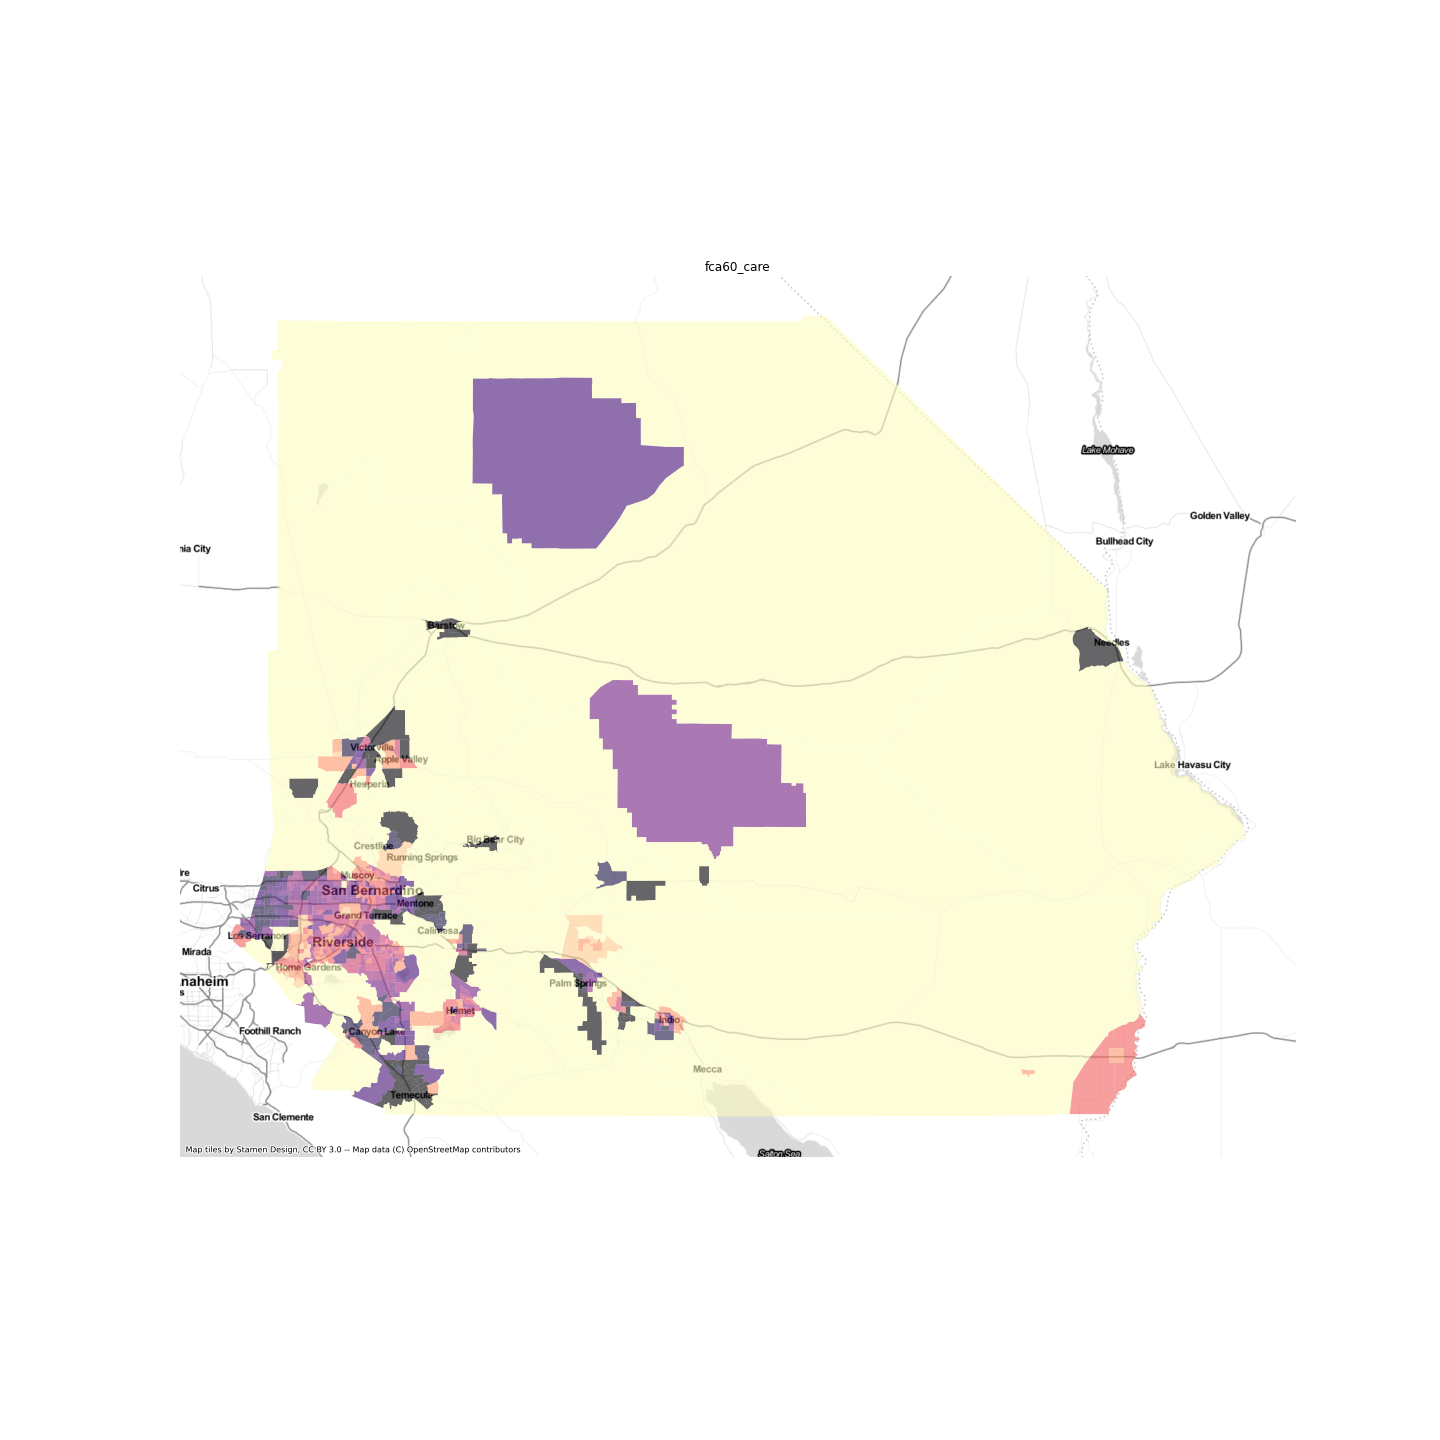 fca60_care
Lake Mohave
Golden Valley
Bullhead City
nia City
Barstow
Needles
Victorville
Apple Valley
Lake Havasu City
Hesperia
Big Bear City
Crestline
Running Springs
Muscoy
dre
Citrus
San Bernardino
Mentone
Grand Terrace
Calimesa
Los Serranos
Riverside
Mirada
Home Gardens
naheim
s
Palm Springs
Hemet
Indio
Foothill Ranch
Canyon Lake
Mecca
Temecula
San Clemente
Salton Sea
Map tiles by Stamen Design, CC BY 3.0 -- Map data (C) OpenStreetMap contributors